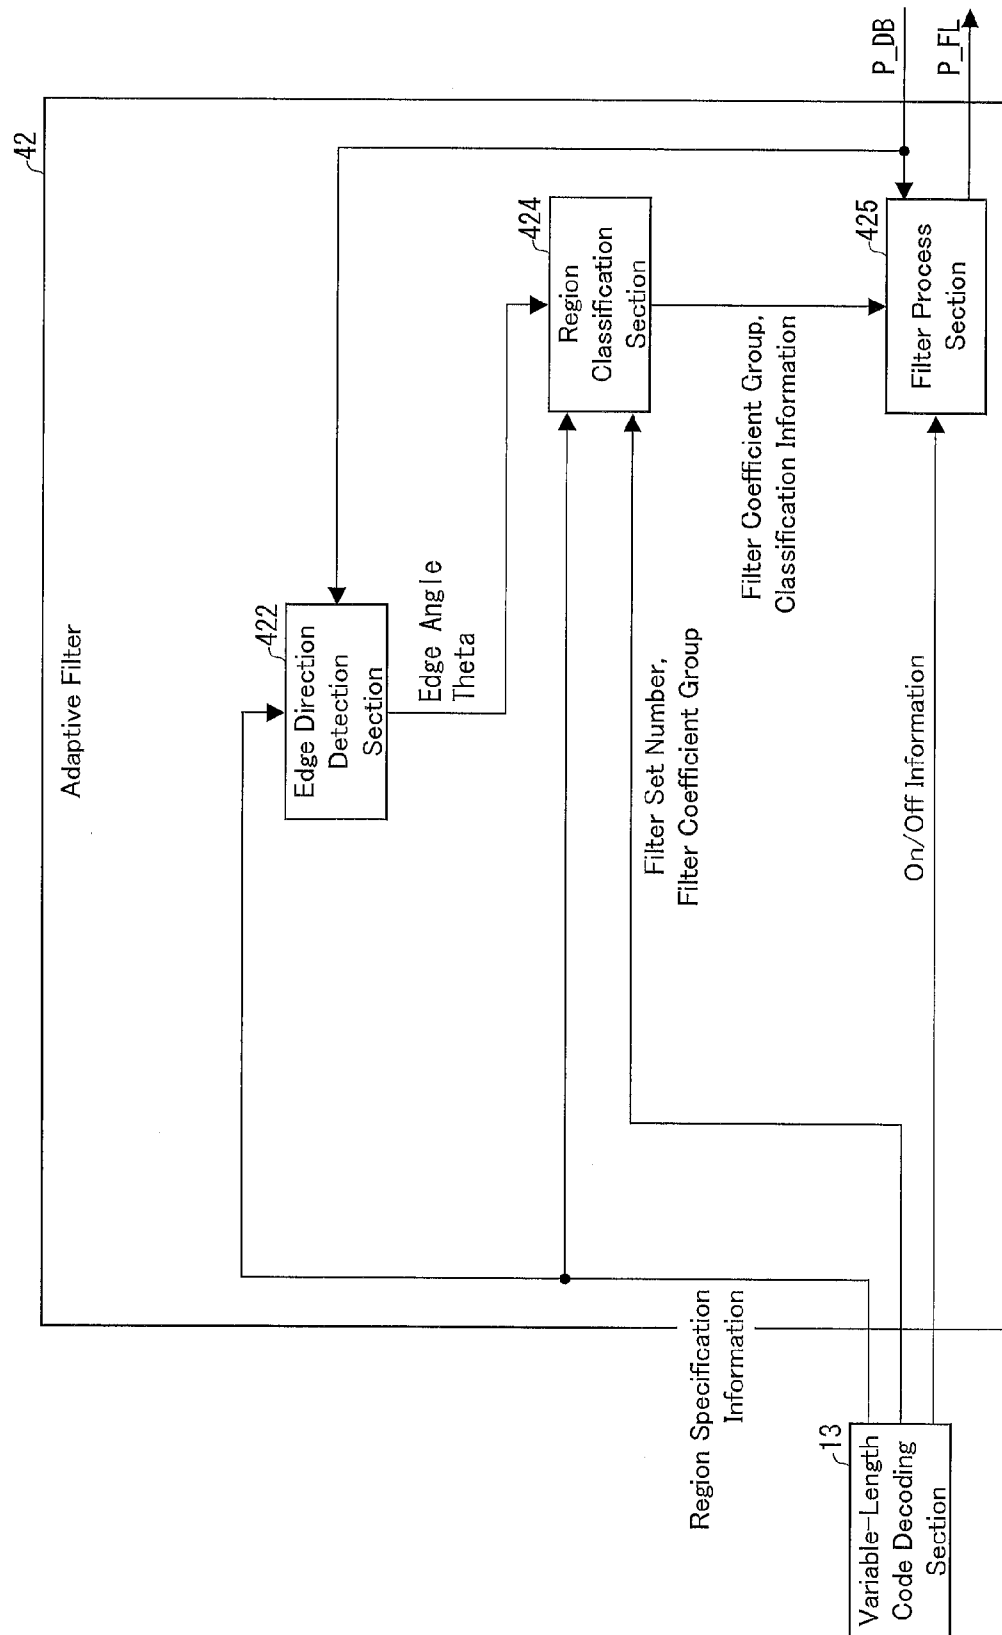 42
Adaptive Filter
422
Edge Direction
Detection
Section
Edge Angle
Theta
424
Region
Classification
Section
P_DB
P_FL
425
Filter Process
Section
Filter Coefficient Group,
Classification Information
Filter Set Number,
Filter Coefficient Group
On/Off Information
Region Specification
Information
13
Variable-Length
Code Decoding
Section